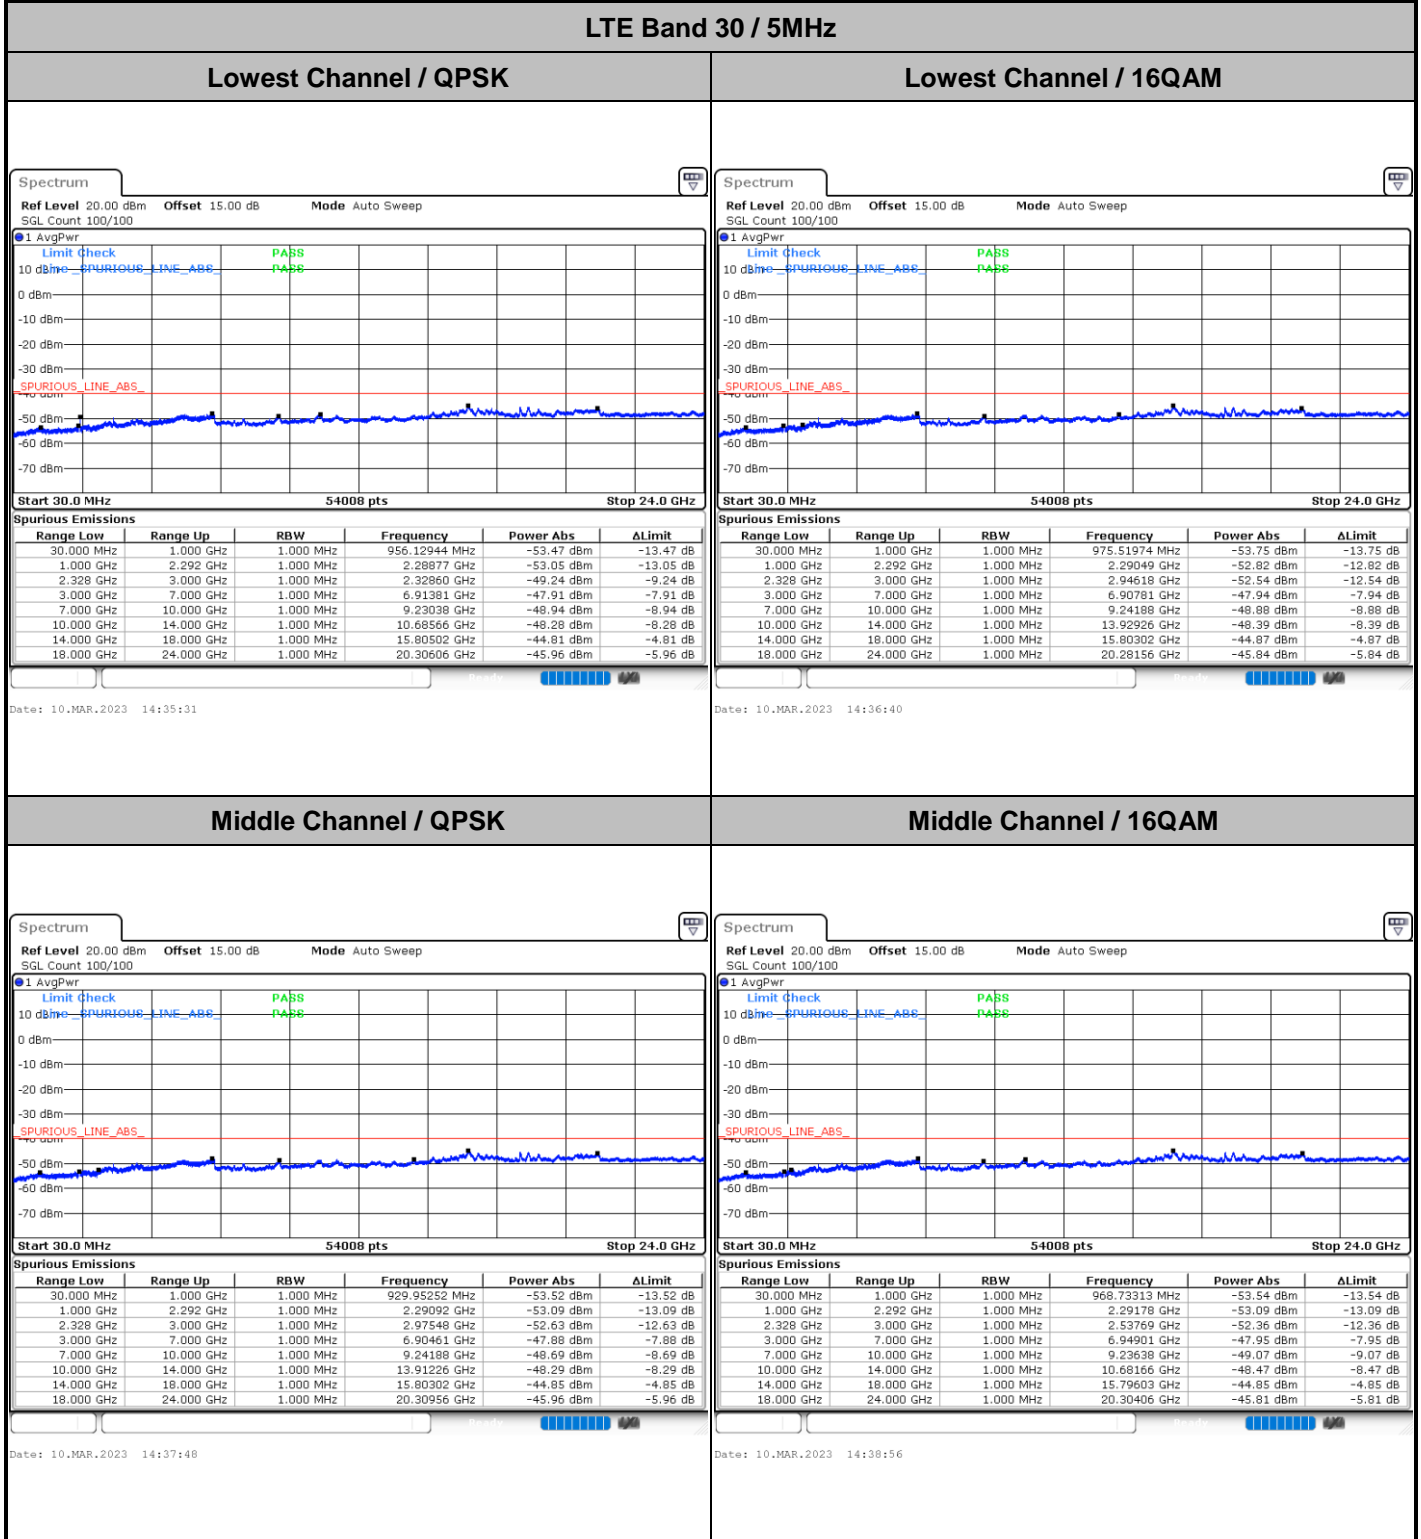 LTE Band 30 / 5MHz
Lowest Channel / QPSK
Lowest Channel / 16QAM
Spectrum
Ref Level 20.00 dBm Offset 15.00 dB Mode Auto Sweep
SGL Count 100/100
1 AvgPwr
Limit Check PASS
Line _SPURIOUS_LINE_ABS_ PASS
10 dBm
0 dBm
-10 dBm
-20 dBm
-30 dBm
_SPURIOUS_LINE_ABS_
-40 dBm
-50 dBm
-60 dBm
-70 dBm
Start 30.0 MHz 54008 pts Stop 24.0 GHz
Spurious Emissions
Range Low Range Up RBW Frequency Power Abs ΔLimit
30.000 MHz 1.000 GHz 1.000 MHz 956.12944 MHz -53.47 dBm -13.47 dB
1.000 GHz 2.292 GHz 1.000 MHz 2.28877 GHz -53.05 dBm -13.05 dB
2.328 GHz 3.000 GHz 1.000 MHz 2.32860 GHz -49.24 dBm -9.24 dB
3.000 GHz 7.000 GHz 1.000 MHz 6.91381 GHz -47.91 dBm -7.91 dB
7.000 GHz 10.000 GHz 1.000 MHz 9.23038 GHz -48.94 dBm -8.94 dB
10.000 GHz 14.000 GHz 1.000 MHz 10.68566 GHz -48.28 dBm -8.28 dB
14.000 GHz 18.000 GHz 1.000 MHz 15.80502 GHz -44.81 dBm -4.81 dB
18.000 GHz 24.000 GHz 1.000 MHz 20.30606 GHz -45.96 dBm -5.96 dB
Ready
Date: 10.MAR.2023 14:35:31
Spectrum
Ref Level 20.00 dBm Offset 15.00 dB Mode Auto Sweep
SGL Count 100/100
1 AvgPwr
Limit Check PASS
Line _SPURIOUS_LINE_ABS_ PASS
10 dBm
0 dBm
-10 dBm
-20 dBm
-30 dBm
_SPURIOUS_LINE_ABS_
-40 dBm
-50 dBm
-60 dBm
-70 dBm
Start 30.0 MHz 54008 pts Stop 24.0 GHz
Spurious Emissions
Range Low Range Up RBW Frequency Power Abs ΔLimit
30.000 MHz 1.000 GHz 1.000 MHz 975.51974 MHz -53.75 dBm -13.75 dB
1.000 GHz 2.292 GHz 1.000 MHz 2.29049 GHz -52.82 dBm -12.82 dB
2.328 GHz 3.000 GHz 1.000 MHz 2.94618 GHz -52.54 dBm -12.54 dB
3.000 GHz 7.000 GHz 1.000 MHz 6.90781 GHz -47.94 dBm -7.94 dB
7.000 GHz 10.000 GHz 1.000 MHz 9.24188 GHz -48.88 dBm -8.88 dB
10.000 GHz 14.000 GHz 1.000 MHz 13.92926 GHz -48.39 dBm -8.39 dB
14.000 GHz 18.000 GHz 1.000 MHz 15.80302 GHz -44.87 dBm -4.87 dB
18.000 GHz 24.000 GHz 1.000 MHz 20.28156 GHz -45.84 dBm -5.84 dB
Ready
Date: 10.MAR.2023 14:36:40
Middle Channel / QPSK
Middle Channel / 16QAM
Spectrum
Ref Level 20.00 dBm Offset 15.00 dB Mode Auto Sweep
SGL Count 100/100
1 AvgPwr
Limit Check PASS
Line _SPURIOUS_LINE_ABS_ PASS
10 dBm
0 dBm
-10 dBm
-20 dBm
-30 dBm
_SPURIOUS_LINE_ABS_
-40 dBm
-50 dBm
-60 dBm
-70 dBm
Start 30.0 MHz 54008 pts Stop 24.0 GHz
Spurious Emissions
Range Low Range Up RBW Frequency Power Abs ΔLimit
30.000 MHz 1.000 GHz 1.000 MHz 929.95252 MHz -53.52 dBm -13.52 dB
1.000 GHz 2.292 GHz 1.000 MHz 2.29092 GHz -53.09 dBm -13.09 dB
2.328 GHz 3.000 GHz 1.000 MHz 2.97548 GHz -52.63 dBm -12.63 dB
3.000 GHz 7.000 GHz 1.000 MHz 6.90461 GHz -47.88 dBm -7.88 dB
7.000 GHz 10.000 GHz 1.000 MHz 9.24188 GHz -48.69 dBm -8.69 dB
10.000 GHz 14.000 GHz 1.000 MHz 13.91226 GHz -48.29 dBm -8.29 dB
14.000 GHz 18.000 GHz 1.000 MHz 15.80302 GHz -44.85 dBm -4.85 dB
18.000 GHz 24.000 GHz 1.000 MHz 20.30956 GHz -45.96 dBm -5.96 dB
Ready
Date: 10.MAR.2023 14:37:48
Spectrum
Ref Level 20.00 dBm Offset 15.00 dB Mode Auto Sweep
SGL Count 100/100
1 AvgPwr
Limit Check PASS
Line _SPURIOUS_LINE_ABS_ PASS
10 dBm
0 dBm
-10 dBm
-20 dBm
-30 dBm
_SPURIOUS_LINE_ABS_
-40 dBm
-50 dBm
-60 dBm
-70 dBm
Start 30.0 MHz 54008 pts Stop 24.0 GHz
Spurious Emissions
Range Low Range Up RBW Frequency Power Abs ΔLimit
30.000 MHz 1.000 GHz 1.000 MHz 968.73313 MHz -53.54 dBm -13.54 dB
1.000 GHz 2.292 GHz 1.000 MHz 2.29178 GHz -53.09 dBm -13.09 dB
2.328 GHz 3.000 GHz 1.000 MHz 2.53769 GHz -52.36 dBm -12.36 dB
3.000 GHz 7.000 GHz 1.000 MHz 6.94901 GHz -47.95 dBm -7.95 dB
7.000 GHz 10.000 GHz 1.000 MHz 9.23638 GHz -49.07 dBm -9.07 dB
10.000 GHz 14.000 GHz 1.000 MHz 10.68166 GHz -48.47 dBm -8.47 dB
14.000 GHz 18.000 GHz 1.000 MHz 15.79603 GHz -44.85 dBm -4.85 dB
18.000 GHz 24.000 GHz 1.000 MHz 20.30406 GHz -45.81 dBm -5.81 dB
Ready
Date: 10.MAR.2023 14:38:56